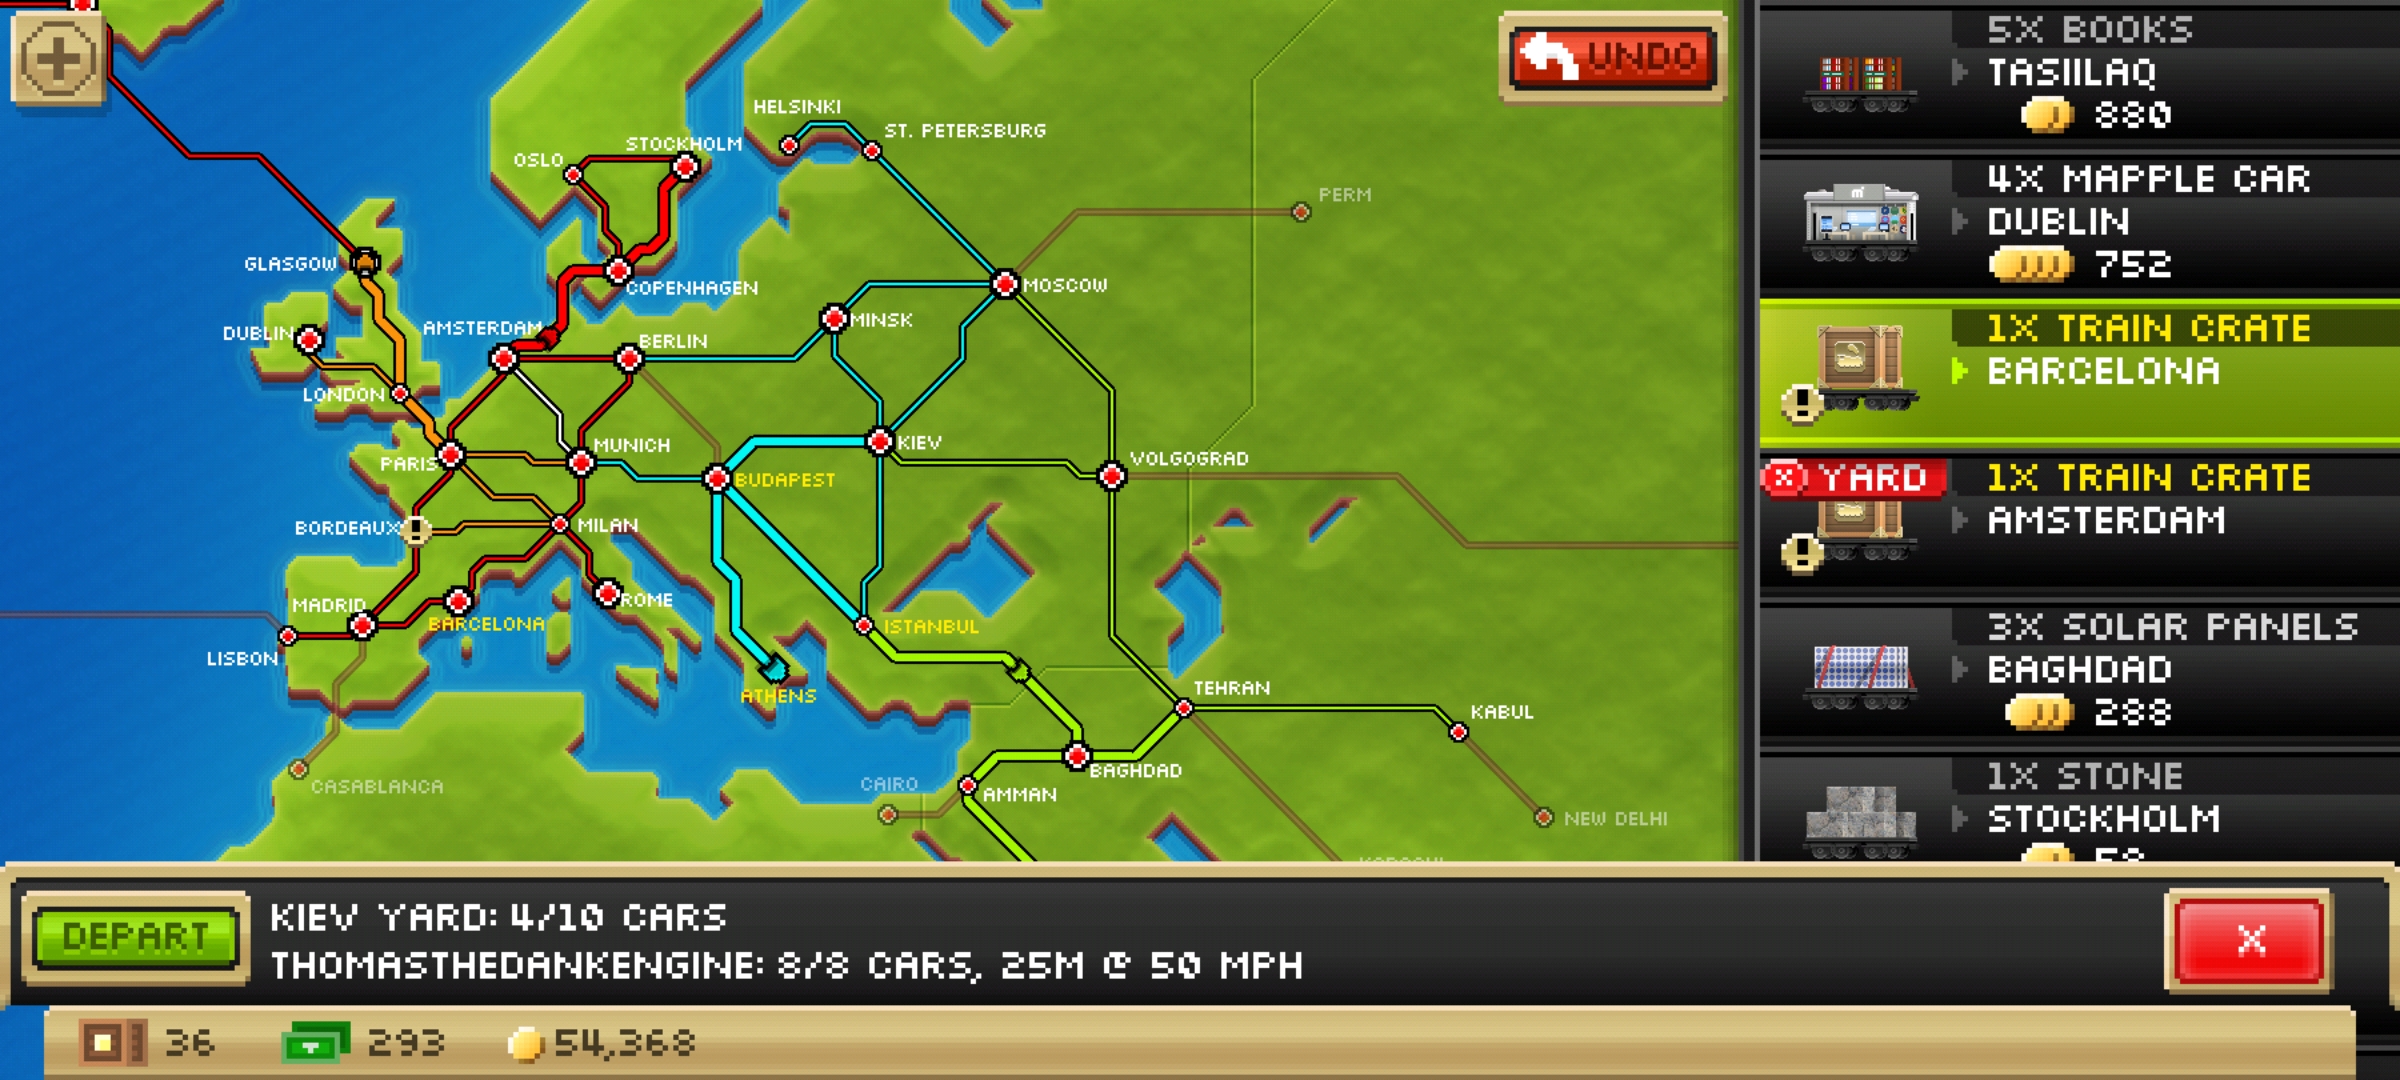 UNDO
HELSINKI
ST. PETERSBURG
STOCKHOLM
OSLO
PERM
GLASGOW
COPENHAGEN
MOSCOW
DUBLIN
AMSTERDAM
BERLIN
MINSK
LONDON
MUNICH
KIEV
PARIS
VOLGOGRAD
BUDAPEST
BORDEAUX
MILAN
MADRID
ROME
BARCELONA
ISTANBUL
LISBON
ATHENS
TEHRAN
KABUL
BAGHDAD
CASABLANCA
CAIRO
AMMAN
NEW DELHI
5X BOOKS
TASIILAQ
880
4X MAPPLE CAR
DUBLIN
752
1X TRAIN CRATE
BARCELONA
X YARD
1X TRAIN CRATE
AMSTERDAM
3X SOLAR PANELS
BAGHDAD
288
1X STONE
STOCKHOLM
DEPART
KIEV YARD: 4/10 CARS
THOMASTHEDANKENGINE: 8/8 CARS, 25M @ 50 MPH
X
36
293
54,368